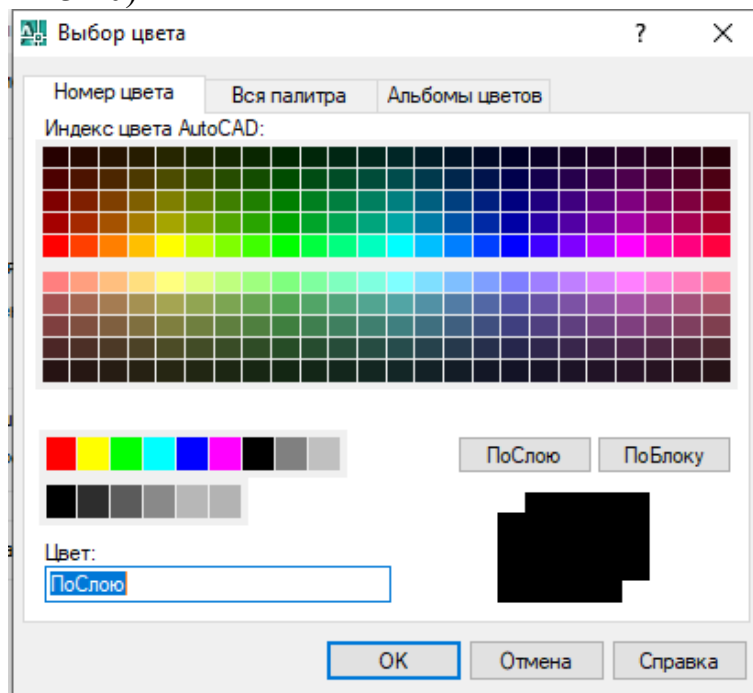 Выбор цвета ? ×
Номер цвета Вся палитра Альбомы цветов
Индекс цвета AutoCAD:
ПоСлою ПоБлоку
Цвет:
ПоСлою
OK Отмена Справка